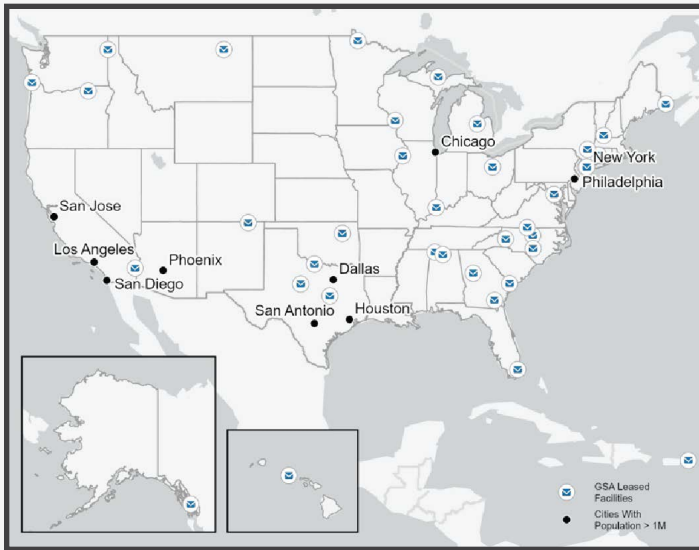 Chicago
New York
Philadelphia
San Jose
Los Angeles
Phoenix
San Diego
Dallas
San Antonio
Houston
GSA Leased
Facilities
Cities With
Population > 1M